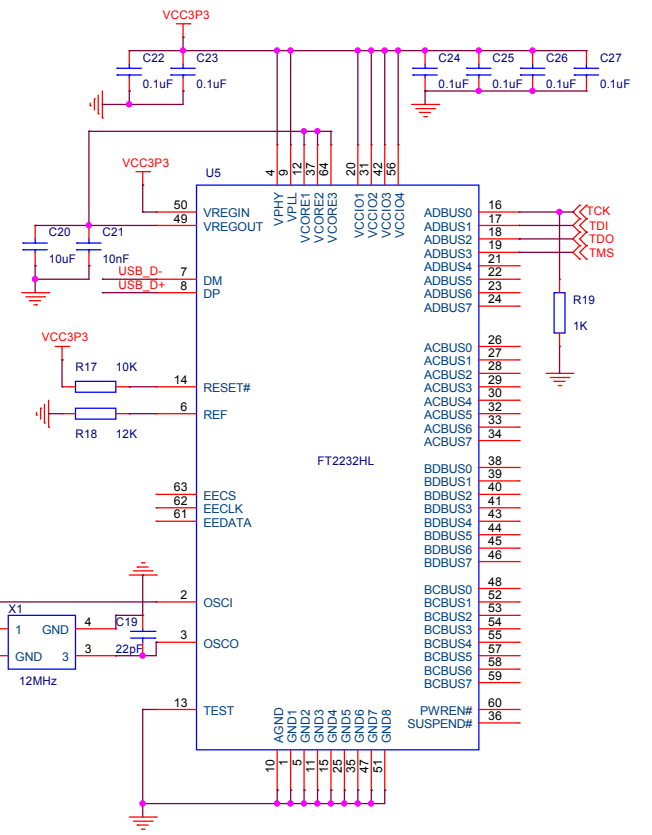 VCC3P3
C22
C23
C24
C25
C26
C27
0.1uF
0.1uF
0.1uF
0.1uF
0.1uF
0.1uF
VCC3P3
U5
4
9
12
37
64
20
31
42
56
VPHY
VPLL
VCORE1
VCORE2
VCORE3
VCCIO1
VCCIO2
VCCIO3
VCCIO4
50 VREGIN
49 VREGOUT
C20
C21
10uF
10nF
USB_D- 7 DM
USB_D+ 8 DP
ADBUS0 16 TCK
ADBUS1 17 TDI
ADBUS2 18 TDO
ADBUS3 19 TMS
ADBUS4 21
ADBUS5 22
ADBUS6 23
ADBUS7 24
R19
1K
VCC3P3
R17 10K
14 RESET#
6 REF
R18 12K
ACBUS0 26
ACBUS1 27
ACBUS2 28
ACBUS3 29
ACBUS4 30
ACBUS5 32
ACBUS6 33
ACBUS7 34
FT2232HL
63 EECS
62 EECLK
61 EEDATA
BDBUS0 38
BDBUS1 39
BDBUS2 40
BDBUS3 41
BDBUS4 43
BDBUS5 44
BDBUS6 45
BDBUS7 46
2 OSCI
X1
1 GND 4
GND 3 3
12MHz
C19
22pF
3 OSCO
BCBUS0 48
BCBUS1 52
BCBUS2 53
BCBUS3 54
BCBUS4 55
BCBUS5 57
BCBUS6 58
BCBUS7 59
13 TEST
PWREN# 60
SUSPEND# 36
AGND
GND1
GND2
GND3
GND4
GND5
GND6
GND7
GND8
10
1
5
11
15
25
35
47
51